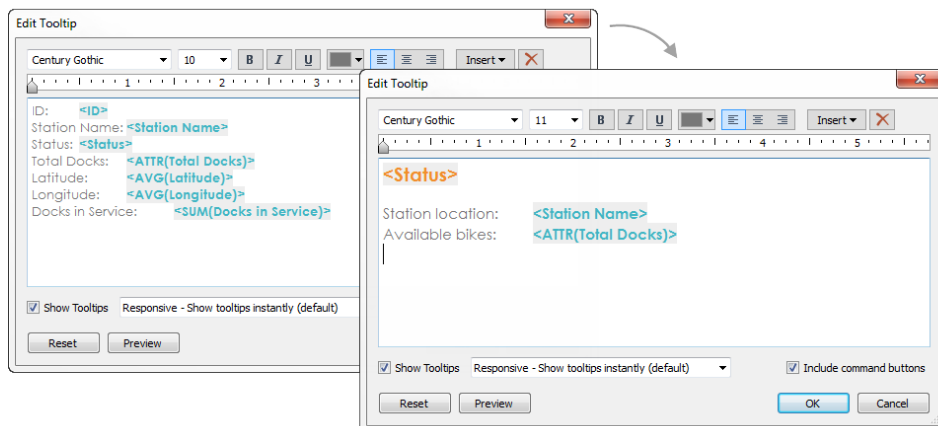 Edit Tooltip
Century Gothic 10 B I U Insert
1 2 3
ID: <ID>
Station Name: <Station Name>
Status: <Status>
Total Docks: <ATTR(Total Docks)>
Latitude: <AVG(Latitude)>
Longitude: <AVG(Longitude)>
Docks in Service: <SUM(Docks in Service)>
Show Tooltips Responsive - Show tooltips instantly (default)
Reset Preview
Edit Tooltip
Century Gothic 11 B I U Insert
1 2 3 4 5
<Status>
Station location: <Station Name>
Available bikes: <ATTR(Total Docks)>
Show Tooltips Responsive - Show tooltips instantly (default) Include command buttons
Reset Preview OK Cancel